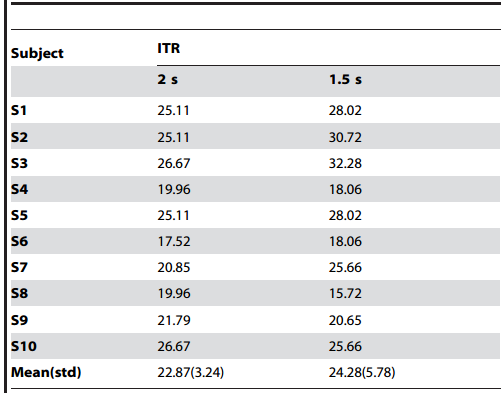 Subject ITR
2 s 1.5 s
S1 25.11 28.02
S2 25.11 30.72
S3 26.67 32.28
S4 19.96 18.06
S5 25.11 28.02
S6 17.52 18.06
S7 20.85 25.66
S8 19.96 15.72
S9 21.79 20.65
S10 26.67 25.66
Mean(std) 22.87(3.24) 24.28(5.78)